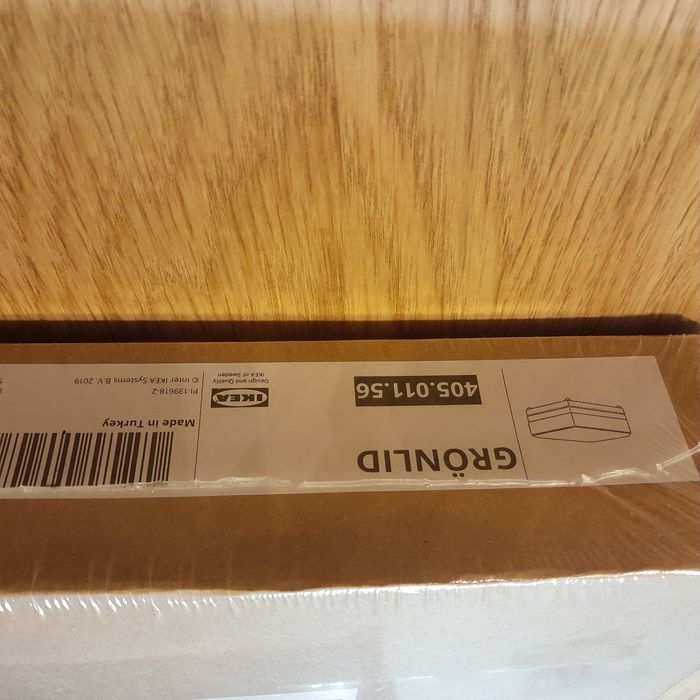 GRÖNLID
405.011.56
IKEA
Design and Quality
IKEA of Sweden
Made in Turkey
PI-139618-2
© Inter IKEA Systems B.V. 2019